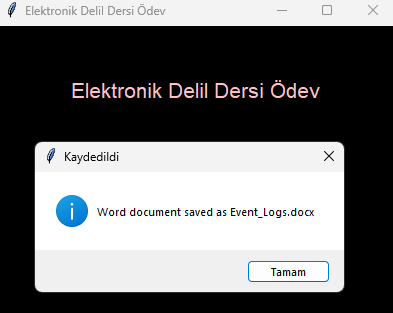 Elektronik Delil Dersi Ödev
Elektronik Delil Dersi Ödev
Kaydedildi
Word document saved as Event_Logs.docx
Tamam